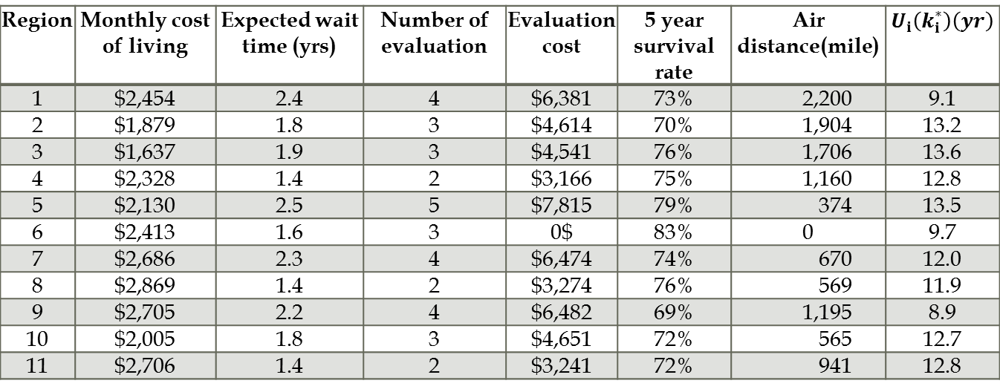 Region Monthly cost of living Expected wait time (yrs) Number of evaluation Evaluation cost 5 year survival rate Air distance(mile) U_i(k_i^*)(yr)
1 $2,454 2.4 4 $6,381 73% 2,200 9.1
2 $1,879 1.8 3 $4,614 70% 1,904 13.2
3 $1,637 1.9 3 $4,541 76% 1,706 13.6
4 $2,328 1.4 2 $3,166 75% 1,160 12.8
5 $2,130 2.5 5 $7,815 79% 374 13.5
6 $2,413 1.6 3 0$ 83% 0 9.7
7 $2,686 2.3 4 $6,474 74% 670 12.0
8 $2,869 1.4 2 $3,274 76% 569 11.9
9 $2,705 2.2 4 $6,482 69% 1,195 8.9
10 $2,005 1.8 3 $4,651 72% 565 12.7
11 $2,706 1.4 2 $3,241 72% 941 12.8